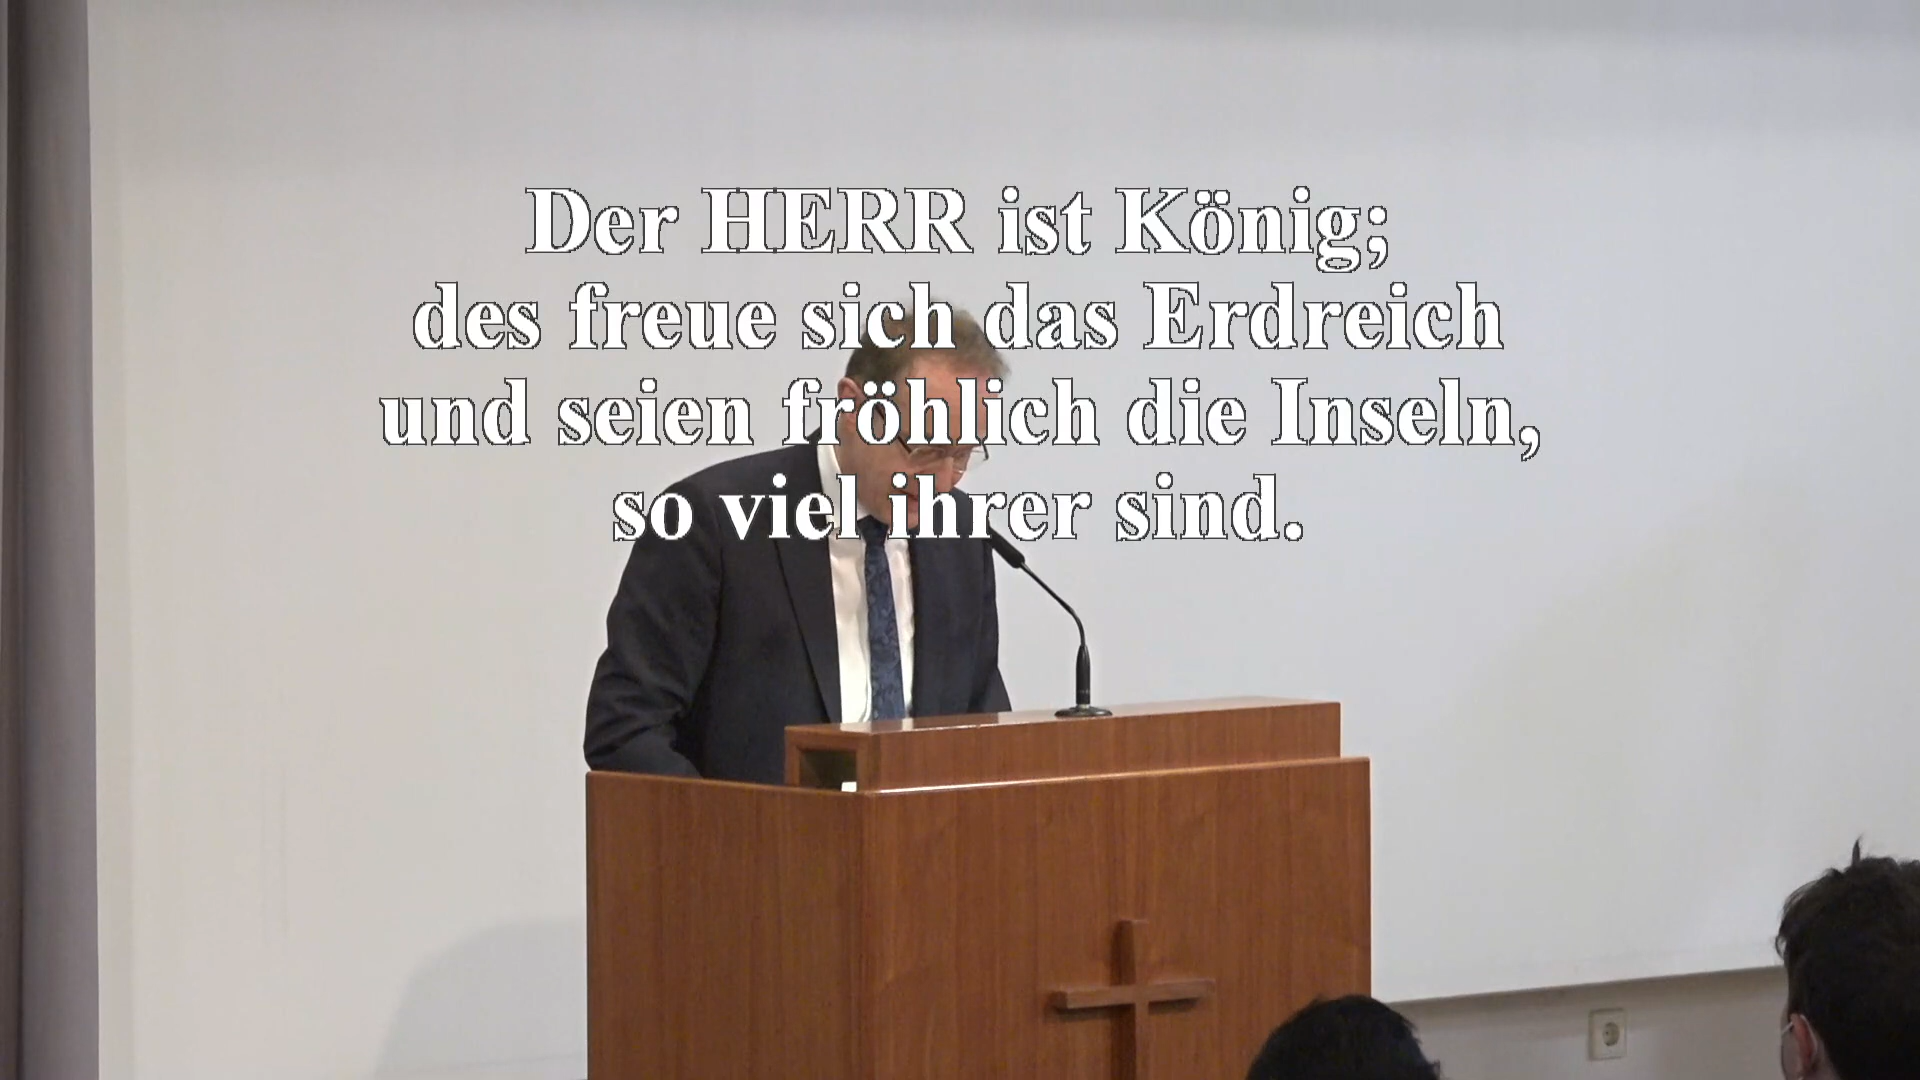 Der HERR ist König;
des freue sich das Erdreich
und seien fröhlich die Inseln,
so viel ihrer sind.